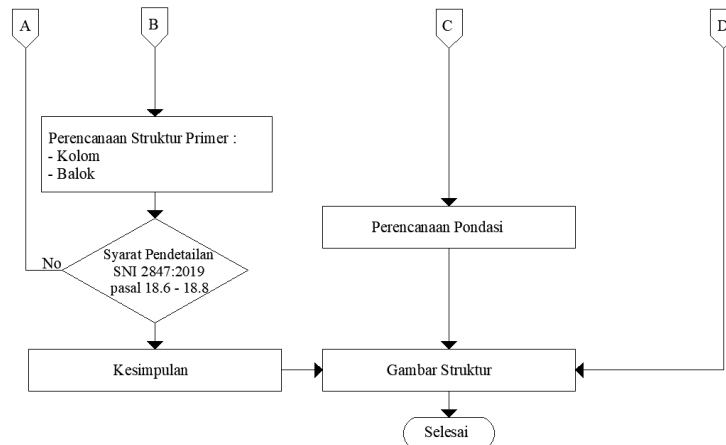 A
B
C
D
Perencanaan Struktur Primer :
- Kolom
- Balok
Perencanaan Pondasi
Syarat Pendetailan
SNI 2847:2019
pasal 18.6 - 18.8
No
Kesimpulan
Gambar Struktur
Selesai